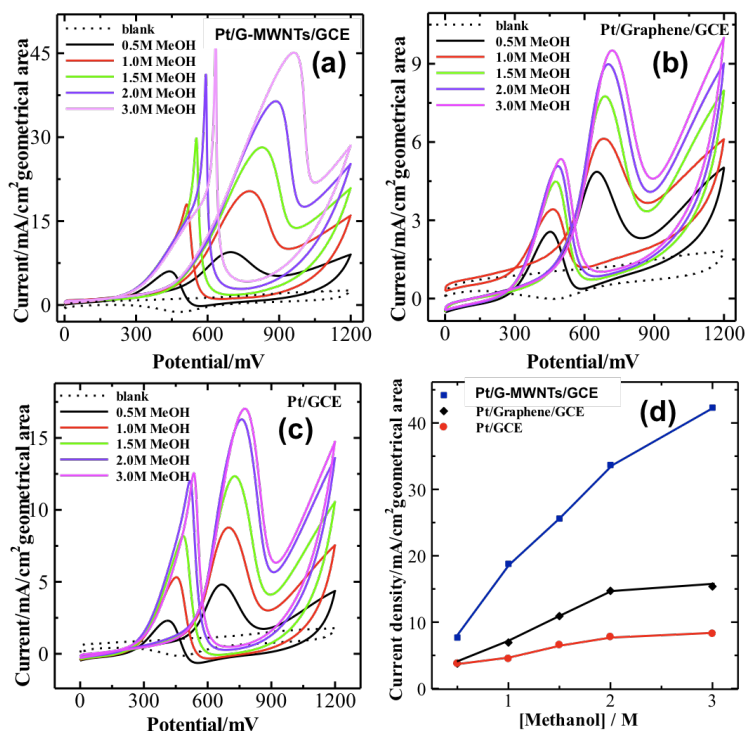 blank
0.5M MeOH
1.0M MeOH
1.5M MeOH
2.0M MeOH
3.0M MeOH
Pt/G-MWNTs/GCE
(a)
45
30
15
0
0
300
600
900
1200
Potential/mV
Current/mA/cm2geometrical area
blank
0.5M MeOH
1.0M MeOH
1.5M MeOH
2.0M MeOH
3.0M MeOH
Pt/Graphene/GCE
(b)
9
6
3
0
0
300
600
900
1200
Potential/mV
Current/mA/cm2geometrical area
blank
0.5M MeOH
1.0M MeOH
1.5M MeOH
2.0M MeOH
3.0M MeOH
Pt/GCE
(c)
15
10
5
0
0
300
600
900
1200
Potential/mV
Current/mA/cm2geometrical area
Pt/G-MWNTs/GCE
Pt/Graphene/GCE
Pt/GCE
(d)
40
30
20
10
0
1
2
3
[Methanol] / M
Current density/mA/cm2geometrical area